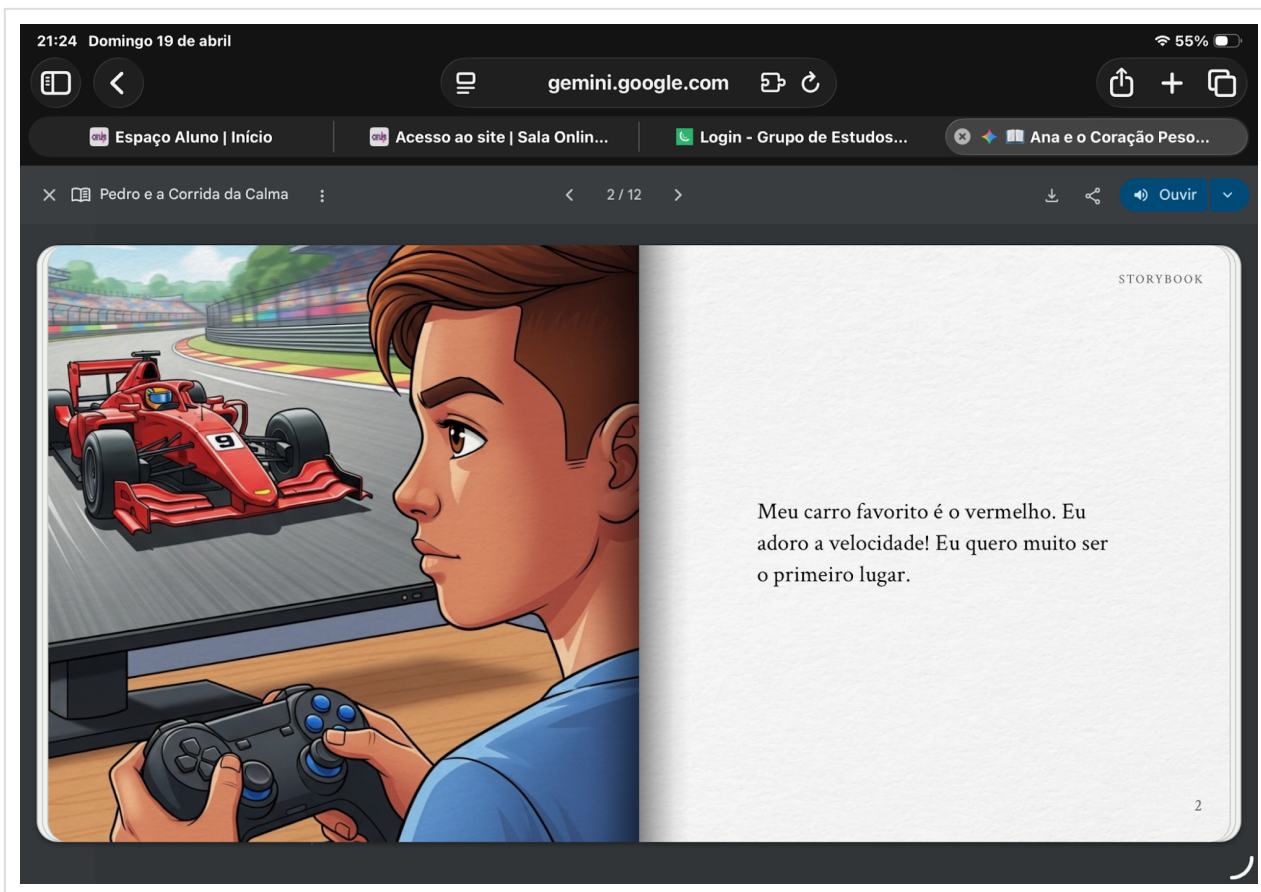 21:24 Domingo 19 de abril
55%
gemini.google.com
Espaço Aluno | Início
Acesso ao site | Sala Onlin...
Login - Grupo de Estudos...
Ana e o Coração Peso...
Pedro e a Corrida da Calma
2 / 12
Ouvir
9
STORYBOOK
Meu carro favorito é o vermelho. Eu
adoro a velocidade! Eu quero muito ser
o primeiro lugar.
2